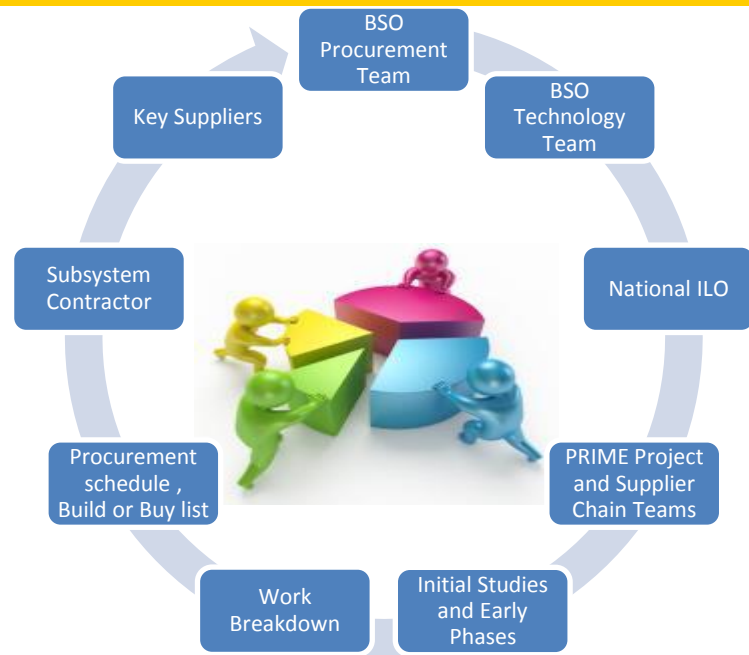 BSO
Procurement
Team
BSO
Technology
Team
National ILO
PRIME Project
and Supplier
Chain Teams
Initial Studies
and Early
Phases
Work
Breakdown
Procurement
schedule ,
Build or Buy list
Subsystem
Contractor
Key Suppliers